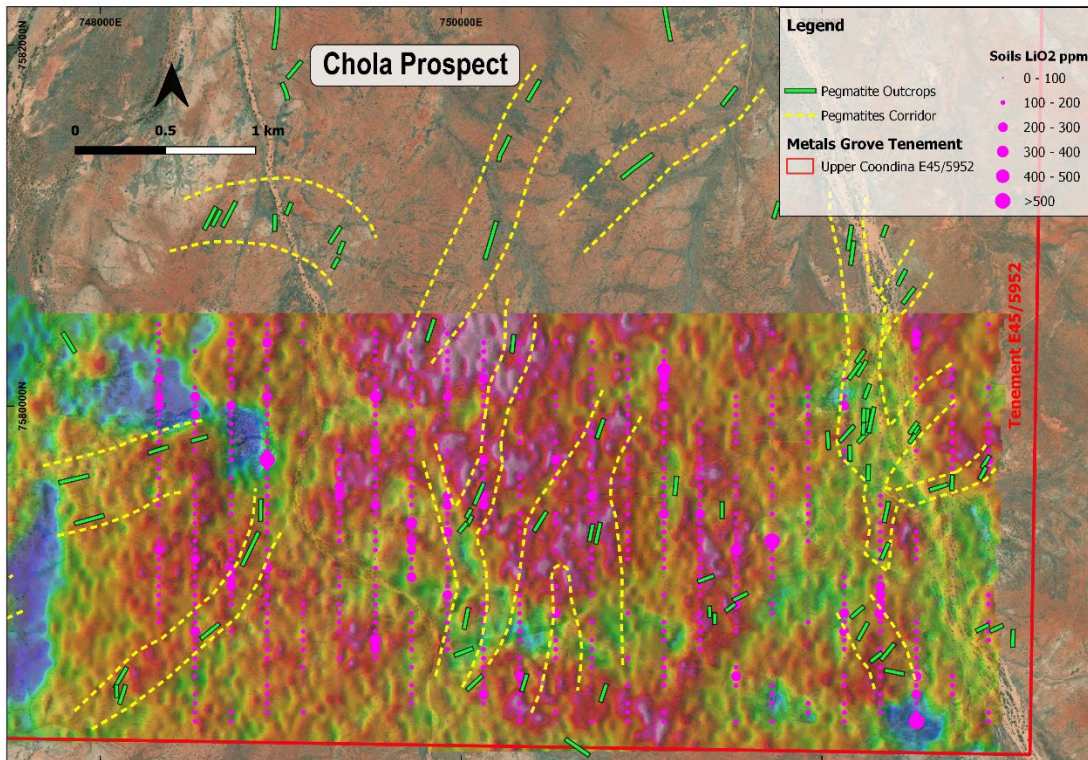 748000E
750000E
7582000N
Chola Prospect
0 0.5 1 km
7580000N
Legend
Soils LiO2 ppm
0 - 100
100 - 200
200 - 300
300 - 400
400 - 500
>500
Pegmatite Outcrops
Pegmatites Corridor
Metals Grove Tenement
Upper Coondina E45/5952
Tenement E45/5952